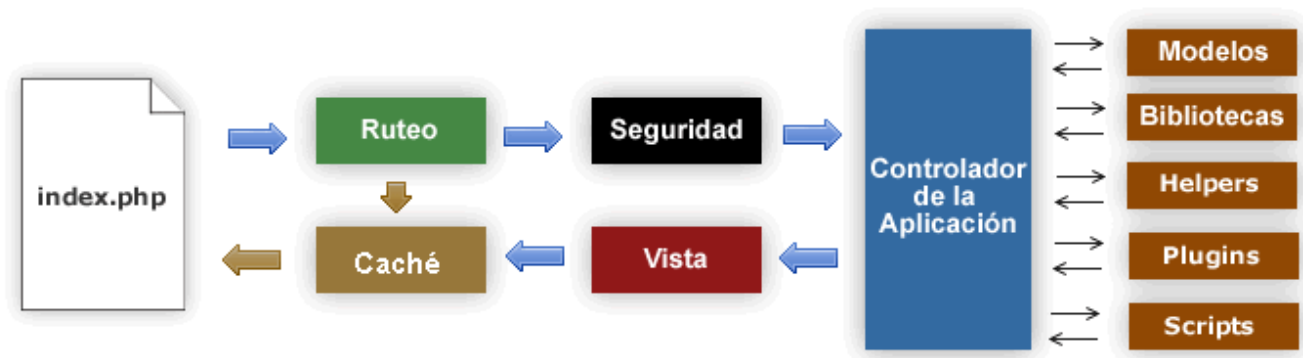 index.php
Ruteo
Seguridad
Caché
Vista
Controlador
de la
Aplicación
Modelos
Bibliotecas
Helpers
Plugins
Scripts